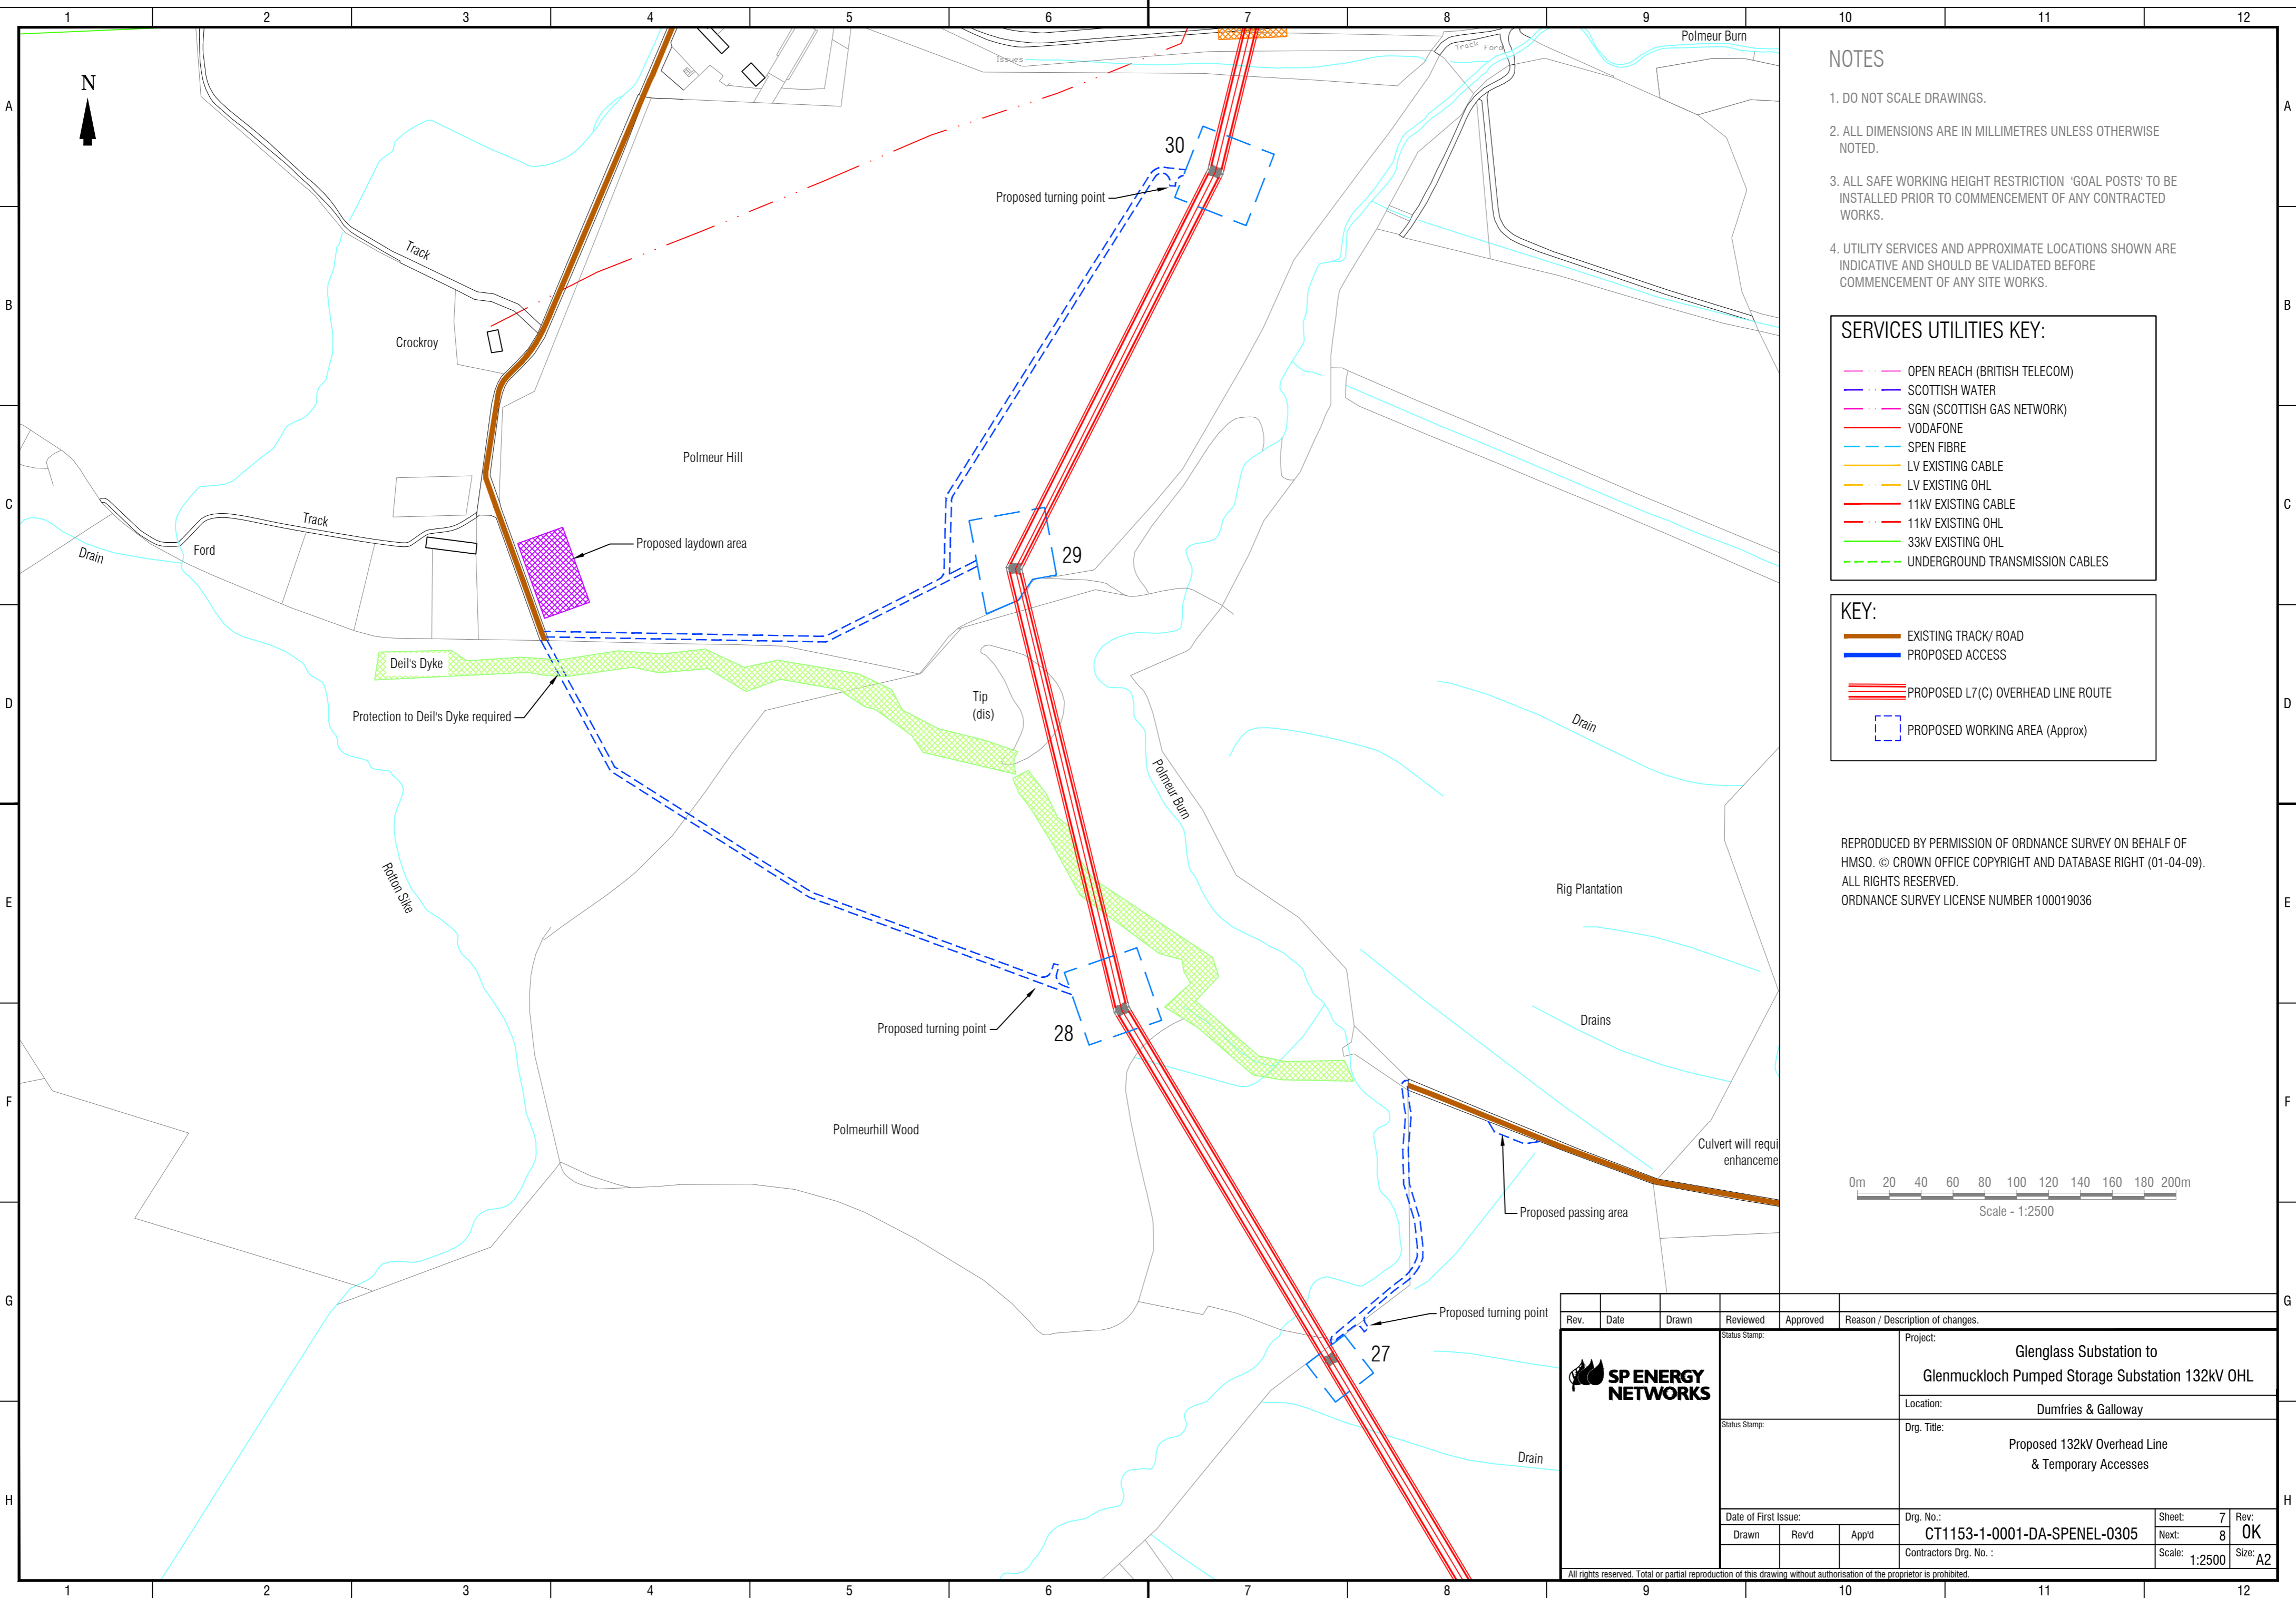 1 2 3 4 5 6 7 8 9 10 11 12
A
B
C
D
E
F
G
H
A
B
C
D
E
F
G
H
1 2 3 4 5 6 7 8 9 10 11 12
N
Issues
Track
Ford
Polmeur Burn
30
Proposed turning point
Track
Crockroy
Polmeur Hill
29
Track
Ford
Drain
Proposed laydown area
Deil's Dyke
Protection to Deil's Dyke required
Tip
(dis)
Drain
Polmeur Burn
Rotton Sike
Rig Plantation
Proposed turning point
28
Drains
Polmeurhill Wood
Culvert will requi
enhanceme
Proposed passing area
Proposed turning point
27
Drain
NOTES
1. DO NOT SCALE DRAWINGS.
2. ALL DIMENSIONS ARE IN MILLIMETRES UNLESS OTHERWISE
NOTED.
3. ALL SAFE WORKING HEIGHT RESTRICTION 'GOAL POSTS' TO BE
INSTALLED PRIOR TO COMMENCEMENT OF ANY CONTRACTED
WORKS.
4. UTILITY SERVICES AND APPROXIMATE LOCATIONS SHOWN ARE
INDICATIVE AND SHOULD BE VALIDATED BEFORE
COMMENCEMENT OF ANY SITE WORKS.
SERVICES UTILITIES KEY:
OPEN REACH (BRITISH TELECOM)
SCOTTISH WATER
SGN (SCOTTISH GAS NETWORK)
VODAFONE
SPEN FIBRE
LV EXISTING CABLE
LV EXISTING OHL
11kV EXISTING CABLE
11kV EXISTING OHL
33kV EXISTING OHL
UNDERGROUND TRANSMISSION CABLES
KEY:
EXISTING TRACK/ ROAD
PROPOSED ACCESS
PROPOSED L7(C) OVERHEAD LINE ROUTE
PROPOSED WORKING AREA (Approx)
REPRODUCED BY PERMISSION OF ORDNANCE SURVEY ON BEHALF OF
HMSO. © CROWN OFFICE COPYRIGHT AND DATABASE RIGHT (01-04-09).
ALL RIGHTS RESERVED.
ORDNANCE SURVEY LICENSE NUMBER 100019036
0m 20 40 60 80 100 120 140 160 180 200m
Scale - 1:2500
Rev. Date Drawn Reviewed Approved Reason / Description of changes.
SP ENERGY
NETWORKS
Status Stamp:
Status Stamp:
Project:
Glenglass Substation to
Glenmuckloch Pumped Storage Substation 132kV OHL
Location:
Dumfries & Galloway
Drg. Title:
Proposed 132kV Overhead Line
& Temporary Accesses
Date of First Issue:
Drawn Rev'd App'd
Drg. No.:
CT1153-1-0001-DA-SPENEL-0305
Contractors Drg. No. :
Sheet: 7
Next: 8
Rev:
0K
Scale: 1:2500
Size: A2
All rights reserved. Total or partial reproduction of this drawing without authorisation of the proprietor is prohibited.